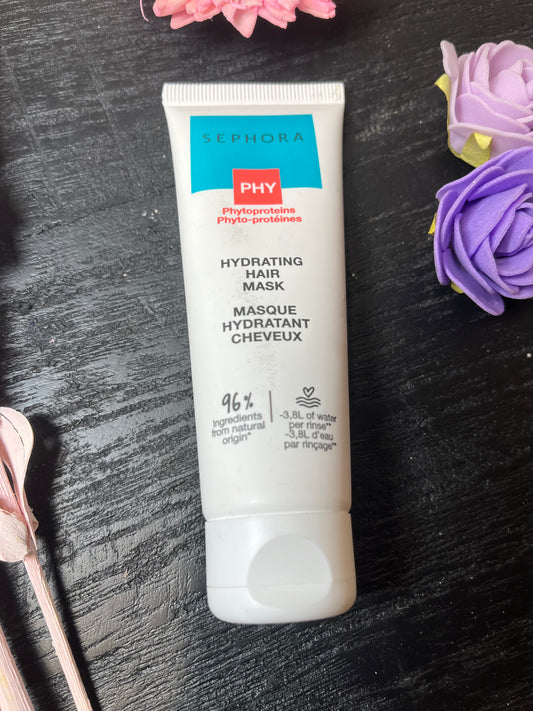 SEPHORA
PHY
Phytoproteins
Phyto-protéines
HYDRATING
HAIR
MASK
MASQUE
HYDRATANT
CHEVEUX
96%
Ingredients
from natural
origin*
-3,8L of water
per rinse**
-3,8L d'eau
par rinçage**